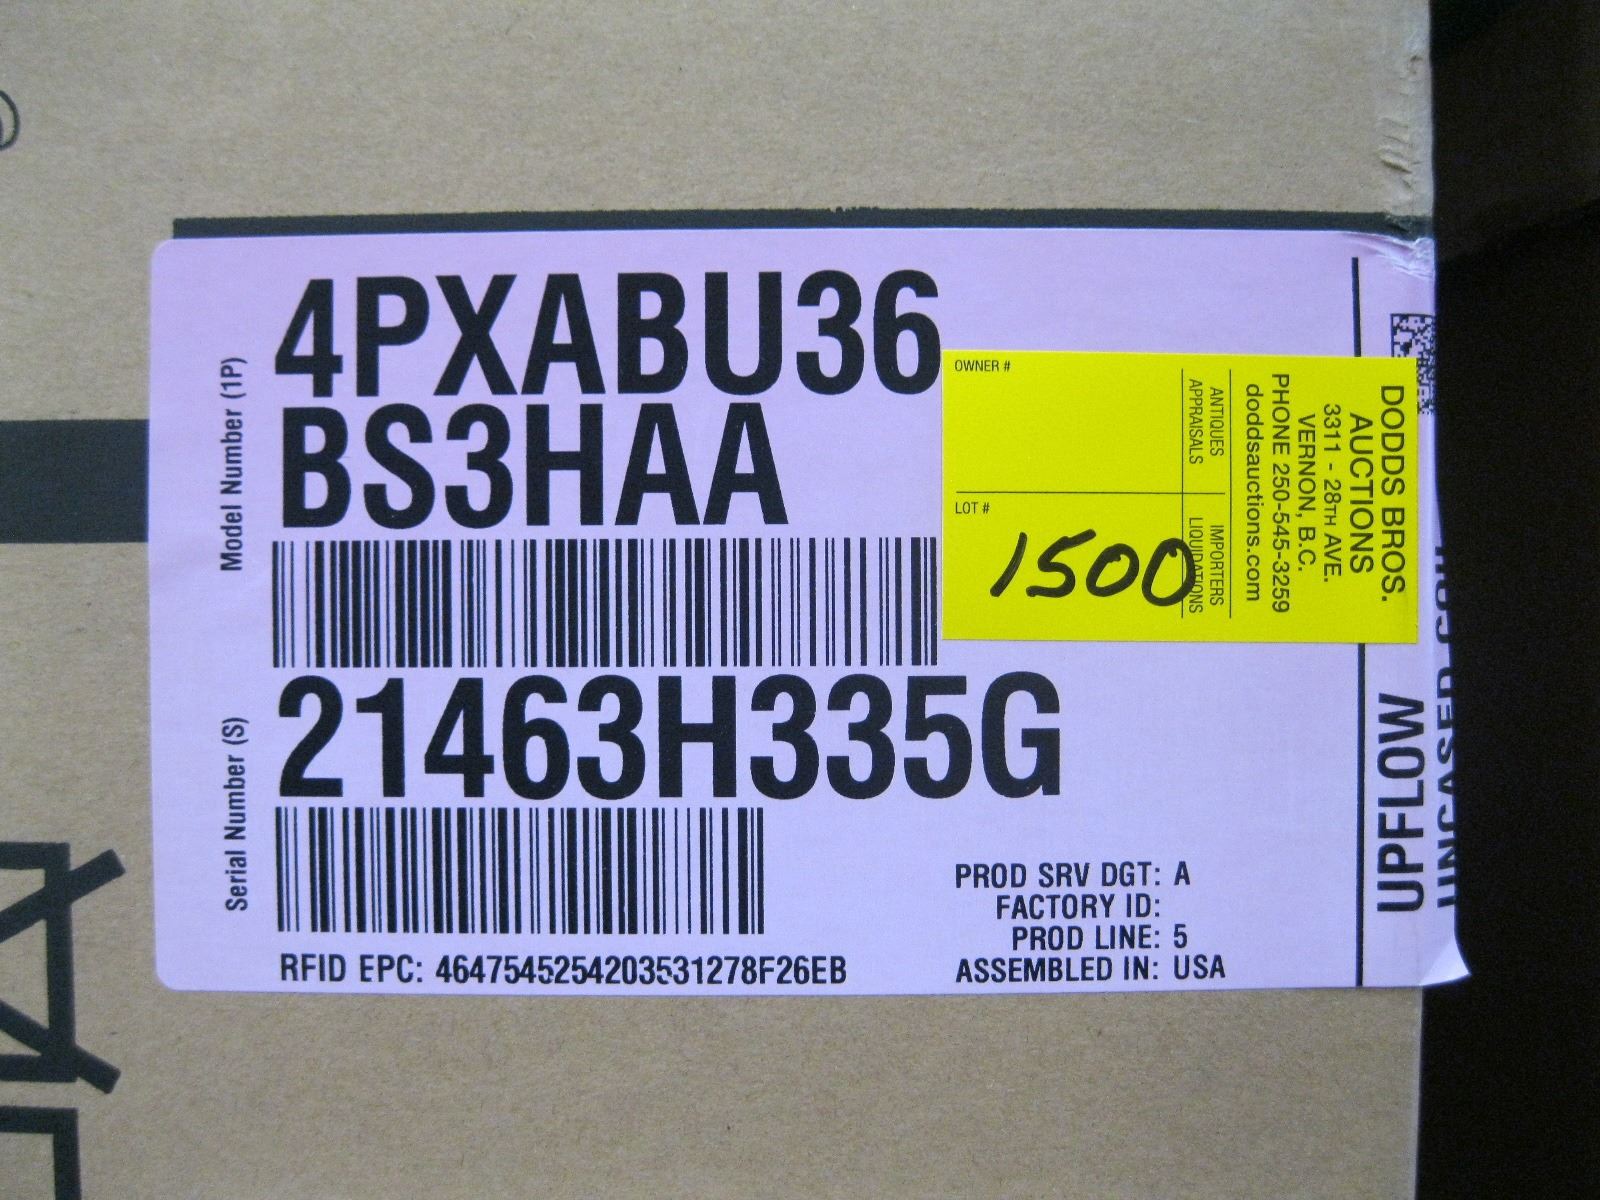 Model Number (1P)
4PXABU36
BS3HAA
Serial Number (S)
21463H335G
RFID EPC: 4647545254203531278F26EB
PROD SRV DGT: A
FACTORY ID:
PROD LINE: 5
ASSEMBLED IN: USA
OWNER #
LOT #
1500
ANTIQUES
APPRAISALS
IMPORTERS
LIQUIDATIONS
DODDS BROS.
AUCTIONS
3311 - 28TH AVE.
VERNON, B.C.
PHONE 250-545-3259
doddsauctions.com
UPFLOW
UNCASED